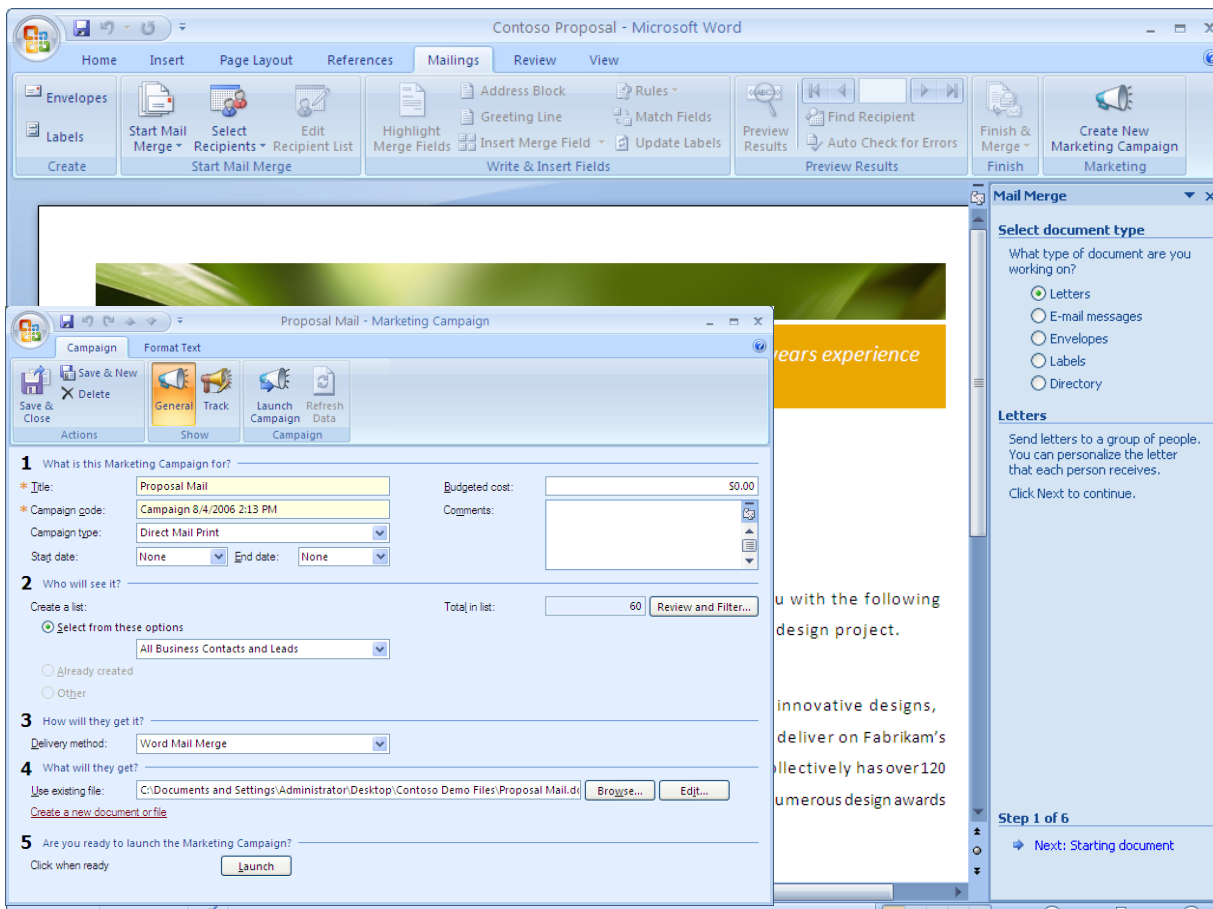 Contoso Proposal - Microsoft Word
Home Insert Page Layout References Mailings Review View
Envelopes
Labels
Create
Start Mail Merge
Select Recipients
Edit Recipient List
Start Mail Merge
Highlight Merge Fields
Address Block
Greeting Line
Insert Merge Field
Rules
Match Fields
Update Labels
Write & Insert Fields
ABC
Preview Results
Find Recipient
Auto Check for Errors
Preview Results
Finish & Merge
Finish
Create New Marketing Campaign
Marketing
years experience
u with the following
design project.
innovative designs,
deliver on Fabrikam's
ollectively has over 120
umerous design awards
Mail Merge
Select document type
What type of document are you
working on?
Letters
E-mail messages
Envelopes
Labels
Directory
Letters
Send letters to a group of people.
You can personalize the letter
that each person receives.
Click Next to continue.
Step 1 of 6
Next: Starting document
Proposal Mail - Marketing Campaign
Campaign Format Text
Save & Close
Save & New
Delete
Actions
General
Track
Show
Launch Campaign
Refresh Data
Campaign
1 What is this Marketing Campaign for?
* Title: Proposal Mail
* Campaign code: Campaign 8/4/2006 2:13 PM
Campaign type: Direct Mail Print
Start date: None End date: None
Budgeted cost: $0.00
Comments:
2 Who will see it?
Create a list:
Select from these options
All Business Contacts and Leads
Already created
Other
Total in list: 60 Review and Filter...
3 How will they get it?
Delivery method: Word Mail Merge
4 What will they get?
Use existing file: C:\Documents and Settings\Administrator\Desktop\Contoso Demo Files\Proposal Mail.do Browse... Edit...
Create a new document or file
5 Are you ready to launch the Marketing Campaign?
Click when ready Launch